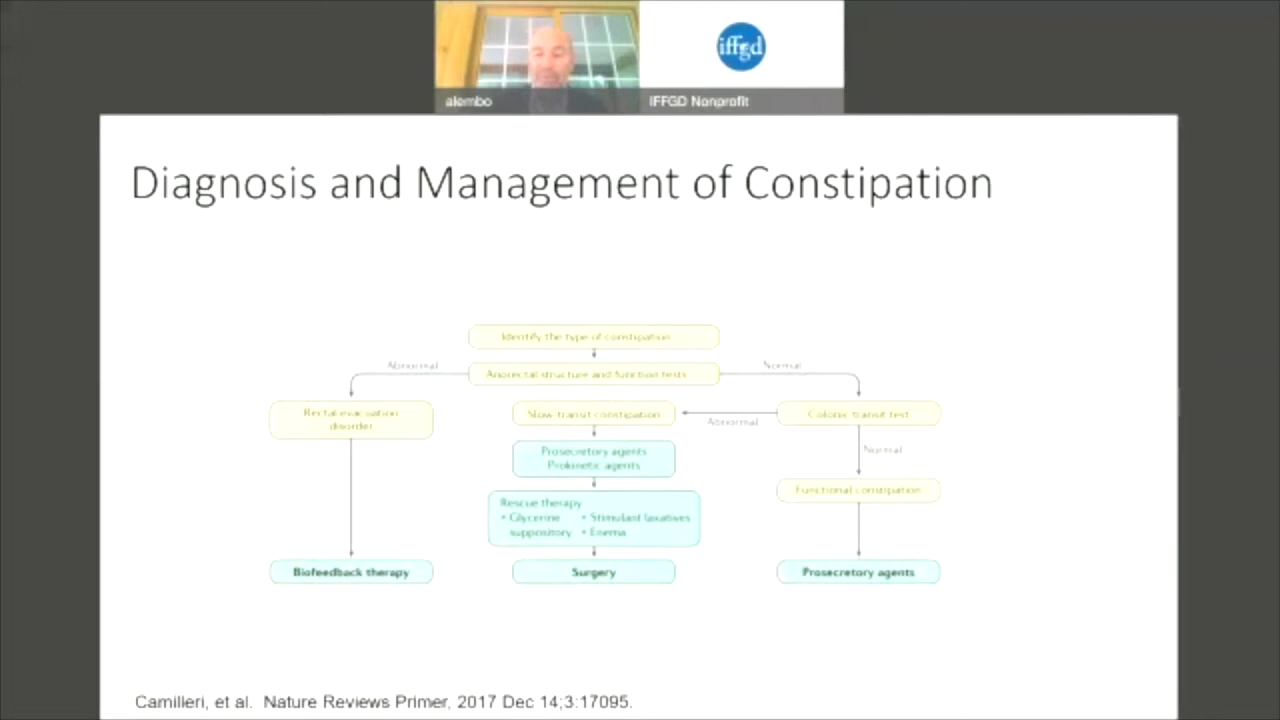 iffgd
alembo
IFFGD Nonprofit
Diagnosis and Management of Constipation
Identify the type of constipation
Abnormal
Anorectal structure and function tests
Normal
Rectal evacuation
disorder
Slow transit constipation
Abnormal
Colonic transit test
Prosecretory agents
Prokinetic agents
Normal
Functional constipation
Rescue therapy
• Glycerine
suppository
• Stimulant laxatives
• Enema
Biofeedback therapy
Surgery
Prosecretory agents
Camilleri, et al. Nature Reviews Primer, 2017 Dec 14;3:17095.